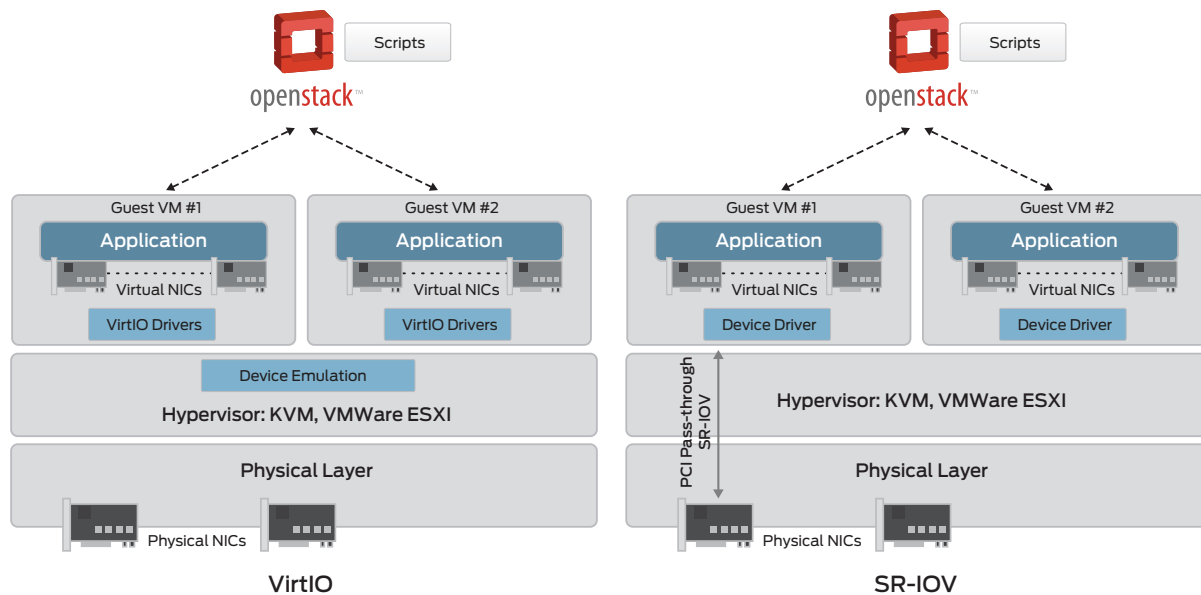 Scripts
openstack™
Guest VM #1
Application
Virtual NICs
VirtIO Drivers
Guest VM #2
Application
Virtual NICs
VirtIO Drivers
Device Emulation
Hypervisor: KVM, VMWare ESXI
Physical Layer
Physical NICs
VirtIO
Scripts
openstack™
Guest VM #1
Application
Virtual NICs
Device Driver
Guest VM #2
Application
Virtual NICs
Device Driver
PCI Pass-through
SR-IOV
Hypervisor: KVM, VMWare ESXI
Physical Layer
Physical NICs
SR-IOV